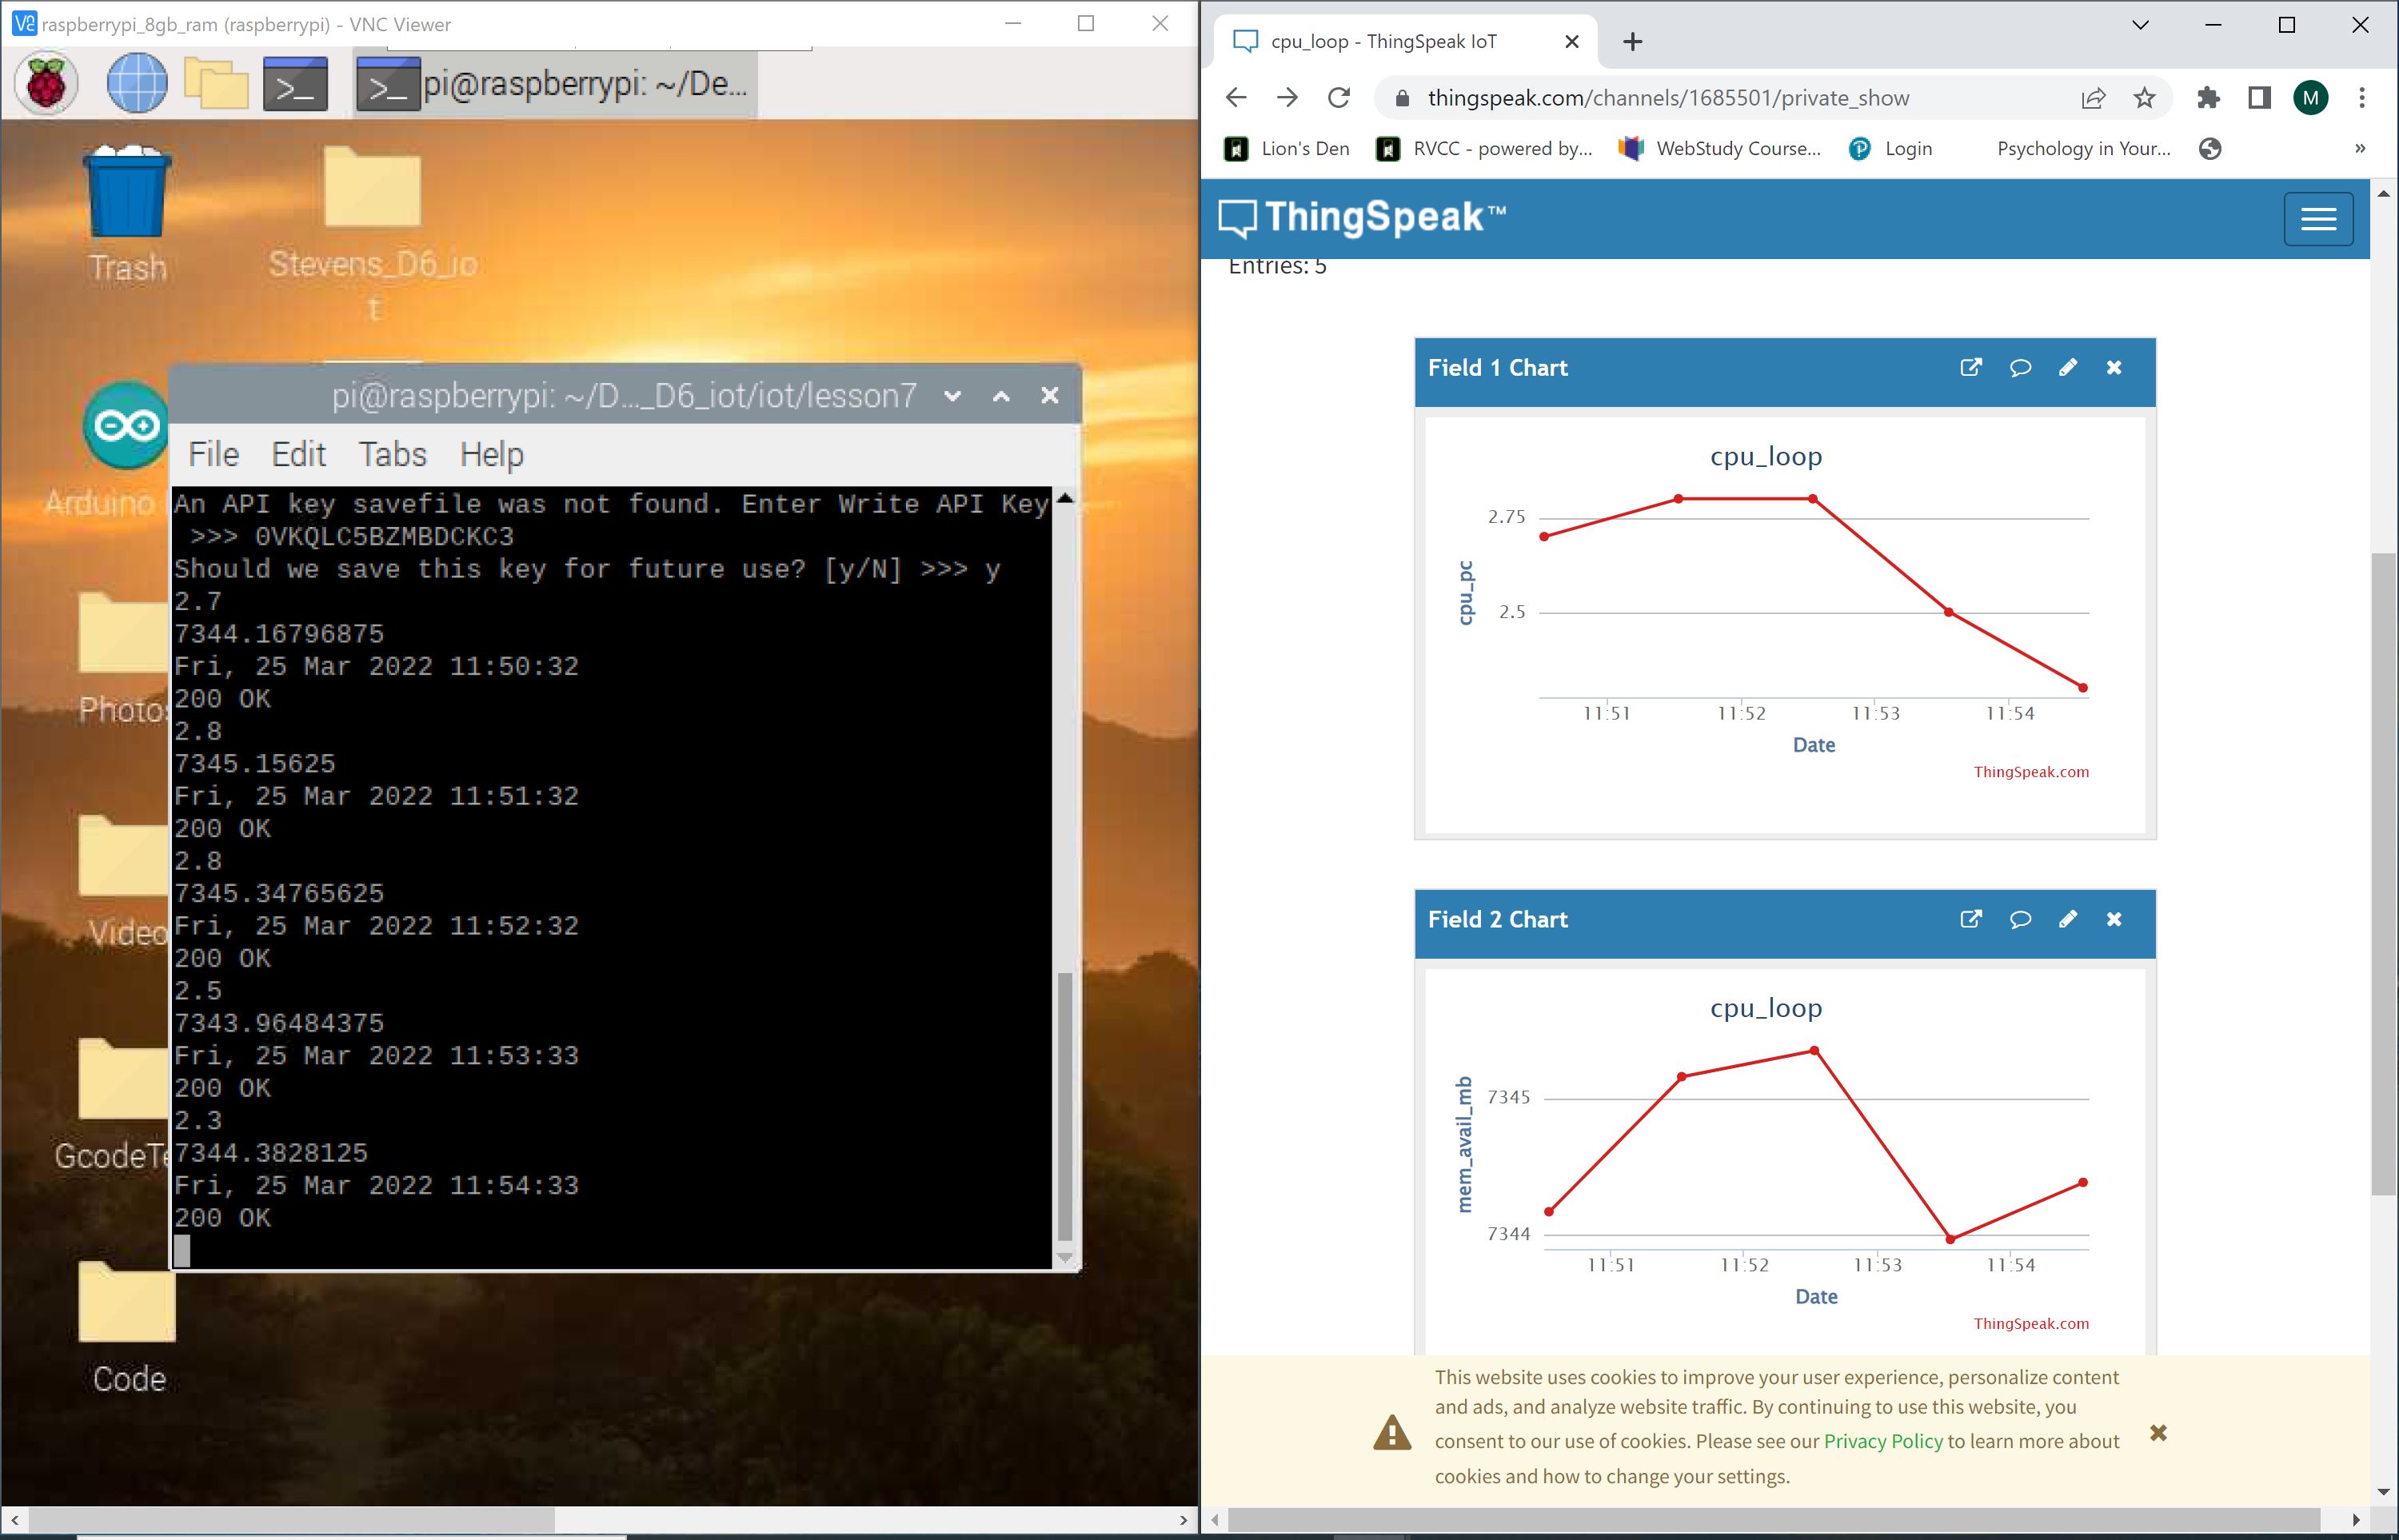 raspberrypi_8gb_ram (raspberrypi) - VNC Viewer
pi@raspberrypi: ~/De...
Trash
Stevens_D6_io
t
Arduino
Photos
Video
GcodeTe
Code
pi@raspberrypi: ~/D..._D6_iot/iot/lesson7
File Edit Tabs Help
An API key savefile was not found. Enter Write API Key
>>> 0VKQLC5BZMBDCKC3
Should we save this key for future use? [y/N] >>> y
2.7
7344.16796875
Fri, 25 Mar 2022 11:50:32
200 OK
2.8
7345.15625
Fri, 25 Mar 2022 11:51:32
200 OK
2.8
7345.34765625
Fri, 25 Mar 2022 11:52:32
200 OK
2.5
7343.96484375
Fri, 25 Mar 2022 11:53:33
200 OK
2.3
7344.3828125
Fri, 25 Mar 2022 11:54:33
200 OK
cpu_loop - ThingSpeak IoT
thingspeak.com/channels/1685501/private_show
M
Lion's Den RVCC - powered by... WebStudy Course... Login Psychology in Your... »
ThingSpeak™
Entries: 5
Field 1 Chart
cpu_loop
cpu_pc
2.75
2.5
11:51 11:52 11:53 11:54
Date
ThingSpeak.com
Field 2 Chart
cpu_loop
mem_avail_mb
7345
7344
11:51 11:52 11:53 11:54
Date
ThingSpeak.com
This website uses cookies to improve your user experience, personalize content
and ads, and analyze website traffic. By continuing to use this website, you
consent to our use of cookies. Please see our Privacy Policy to learn more about
cookies and how to change your settings.